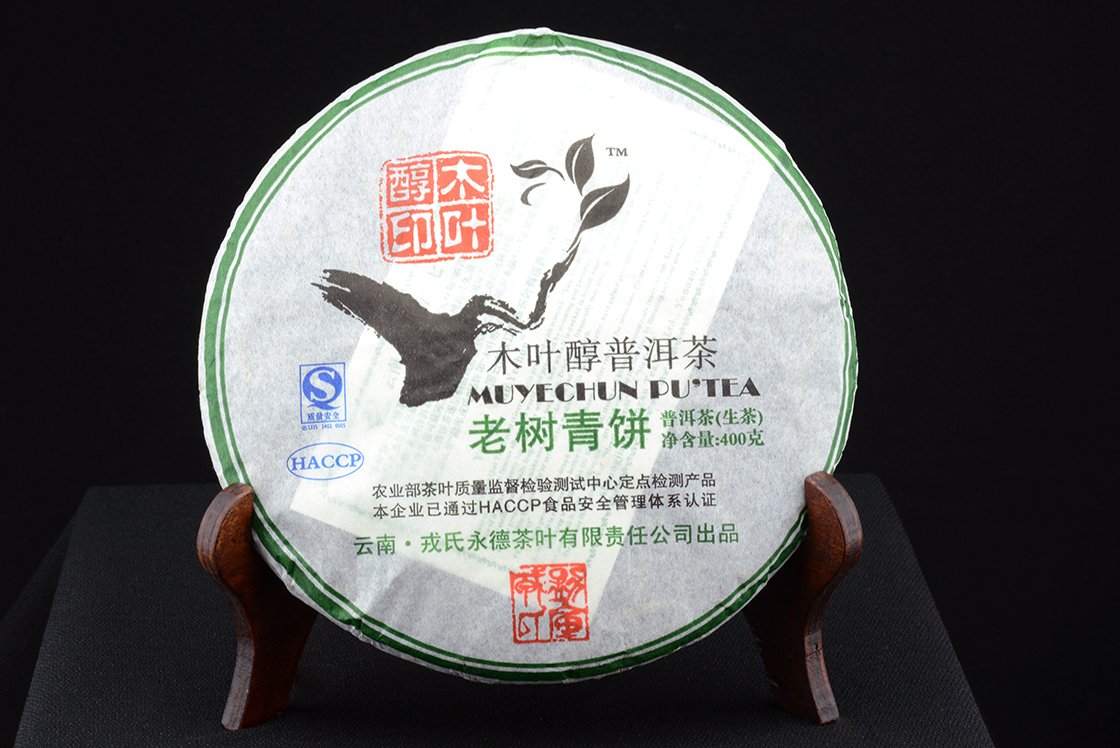 木叶
醇印
TM
木叶醇普洱茶
MUYECHUN PU'TEA
老树青饼
普洱茶(生茶)
净含量:400克
质量安全
HACCP
农业部茶叶质量监督检验测试中心定点检测产品
本企业已通过HACCP食品安全管理体系认证
云南·戎氏永德茶叶有限责任公司出品